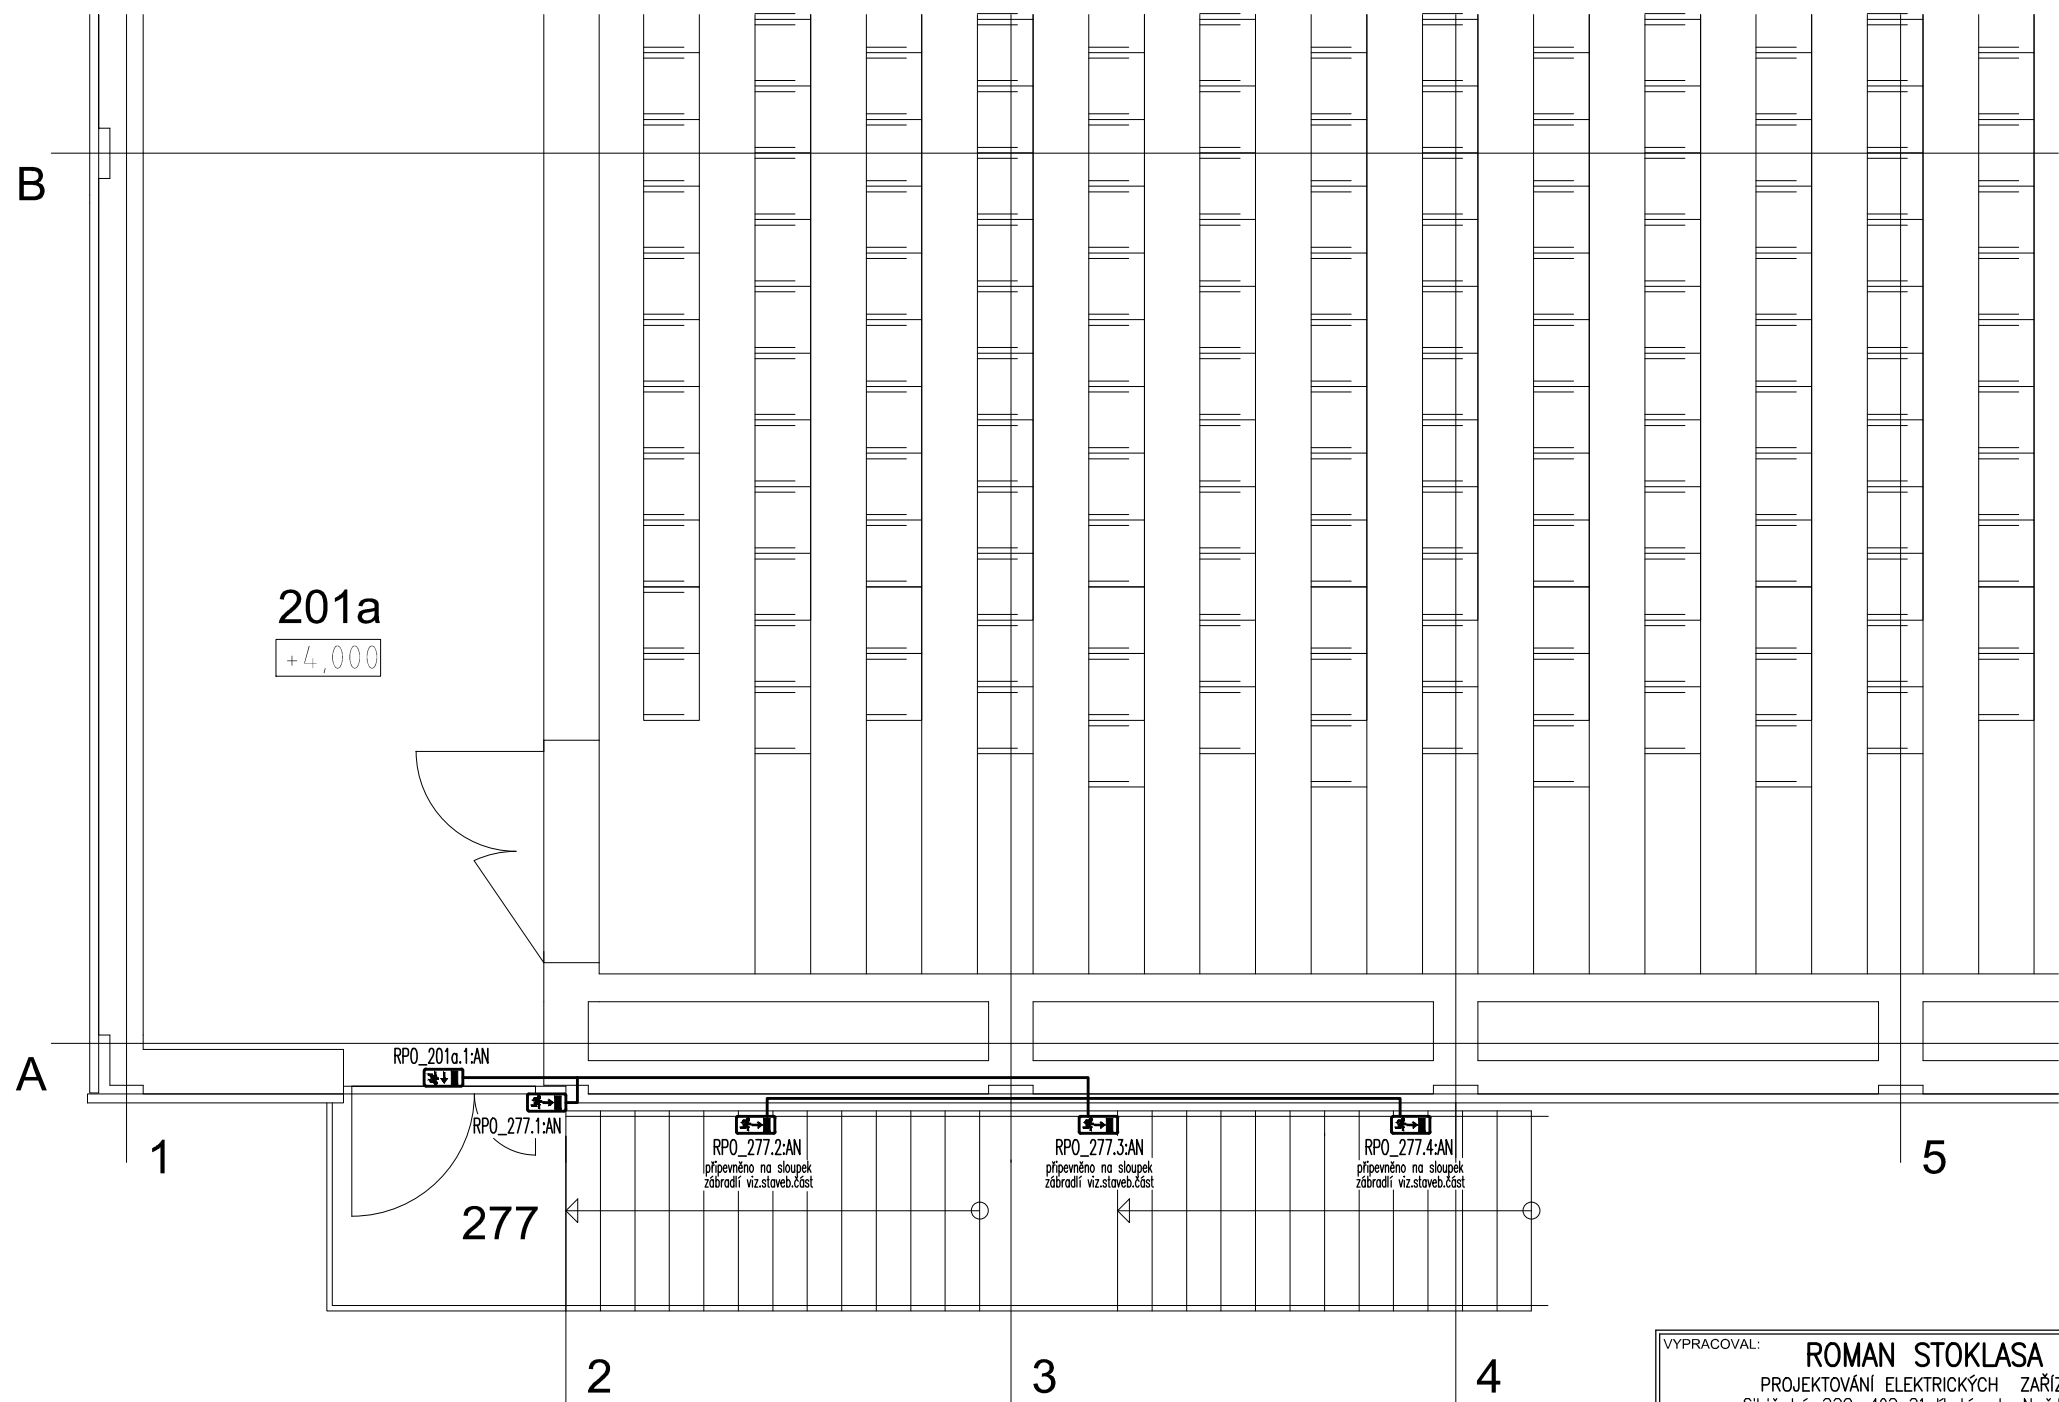 B
201a
+4,000
A
RPO_201a.1:AN
RPO_277.1:AN
RPO_277.2:AN
připevněno na sloupek
zábradlí viz.staveb.část
RPO_277.3:AN
připevněno na sloupek
zábradlí viz.staveb.část
RPO_277.4:AN
připevněno na sloupek
zábradlí viz.staveb.část
1
5
277
2
3
4
VYPRACOVAL:
ROMAN STOKLASA
PROJEKTOVÁNÍ ELEKTRICKÝCH